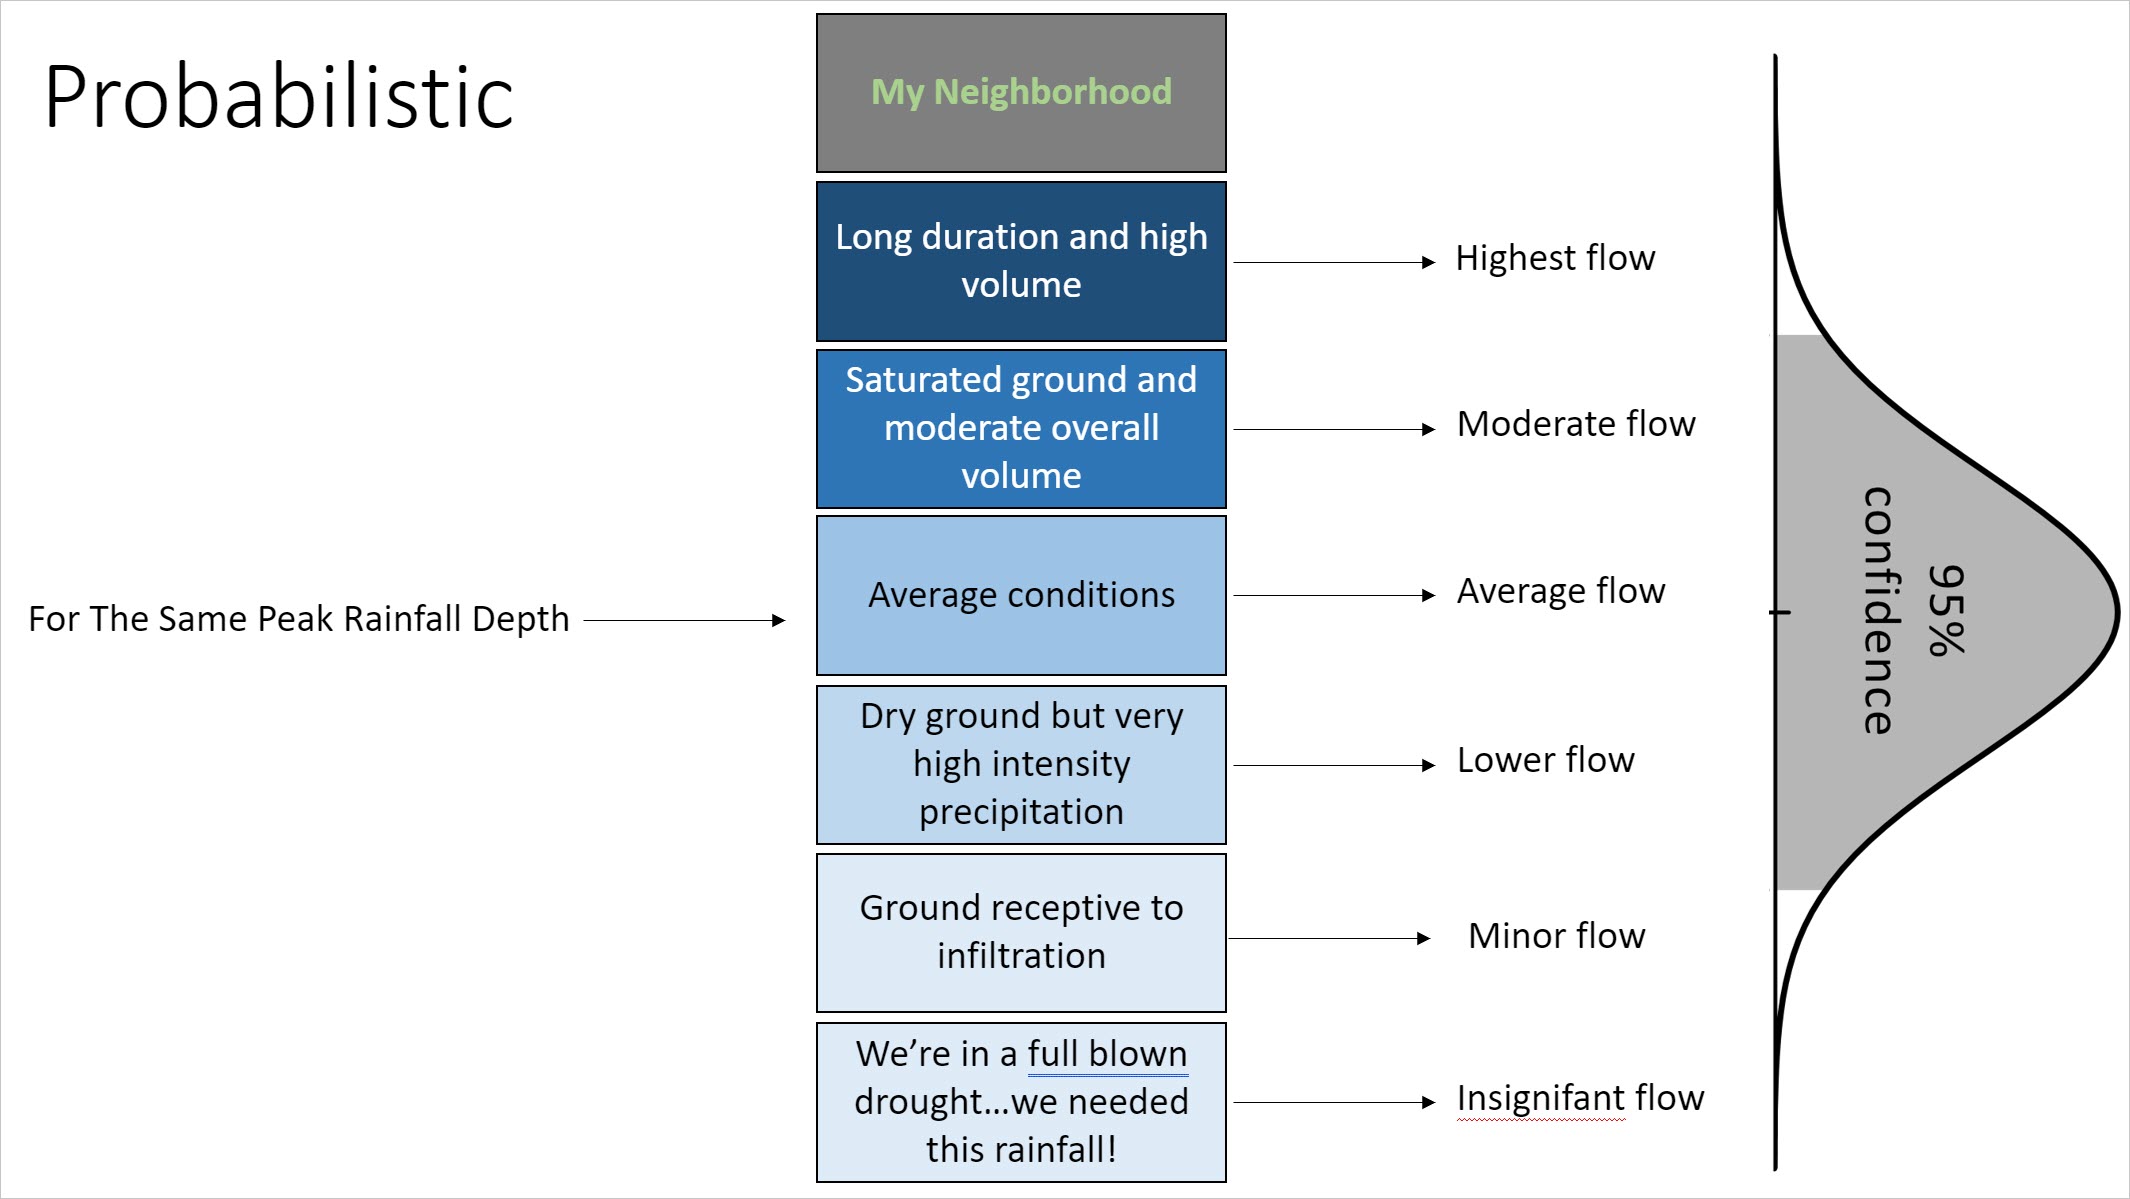 Probabilistic
My Neighborhood
Long duration and high
volume
Highest flow
Saturated ground and
moderate overall
volume
Moderate flow
For The Same Peak Rainfall Depth
Average conditions
Average flow
Dry ground but very
high intensity
precipitation
Lower flow
Ground receptive to
infiltration
Minor flow
We’re in a full blown
drought...we needed
this rainfall!
Insignifant flow
95%
confidence